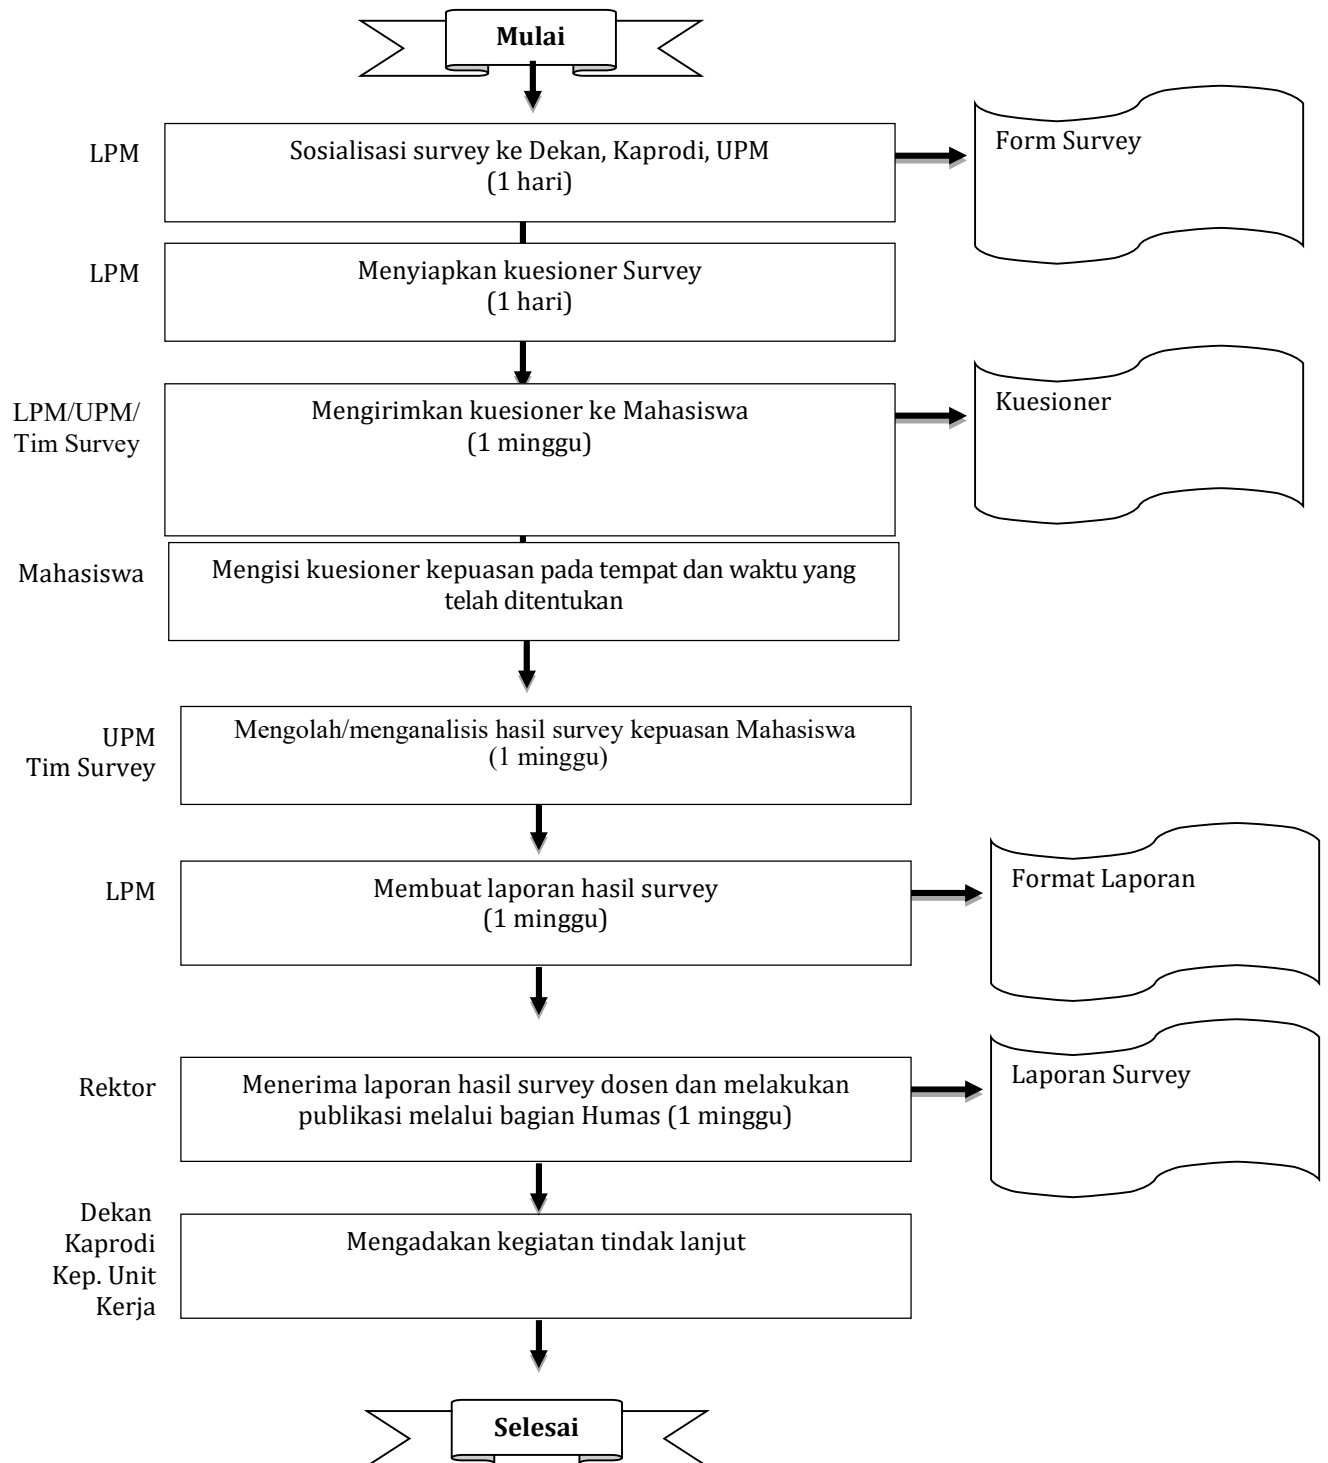 Mulai
LPM
Sosialisasi survey ke Dekan, Kaprodi, UPM
(1 hari)
Form Survey
LPM
Menyiapkan kuesioner Survey
(1 hari)
LPM/UPM/
Tim Survey
Mengirimkan kuesioner ke Mahasiswa
(1 minggu)
Kuesioner
Mahasiswa
Mengisi kuesioner kepuasan pada tempat dan waktu yang
telah ditentukan
UPM
Tim Survey
Mengolah/menganalisis hasil survey kepuasan Mahasiswa
(1 minggu)
LPM
Membuat laporan hasil survey
(1 minggu)
Format Laporan
Rektor
Menerima laporan hasil survey dosen dan melakukan
publikasi melalui bagian Humas (1 minggu)
Laporan Survey
Dekan
Kaprodi
Kep. Unit
Kerja
Mengadakan kegiatan tindak lanjut
Selesai